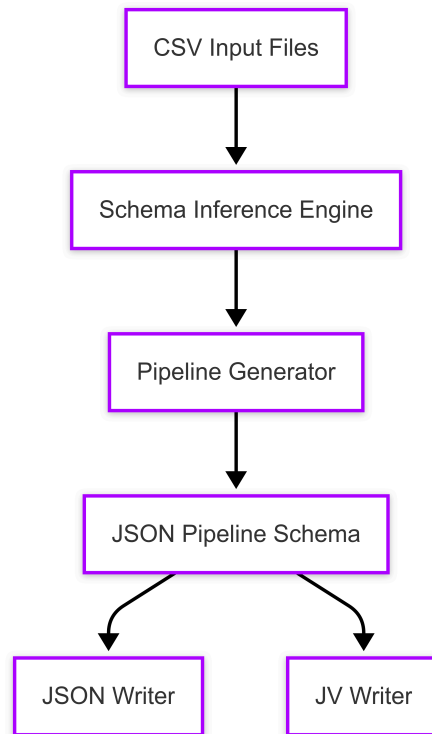 CSV Input Files
Schema Inference Engine
Pipeline Generator
JSON Pipeline Schema
JSON Writer
JV Writer